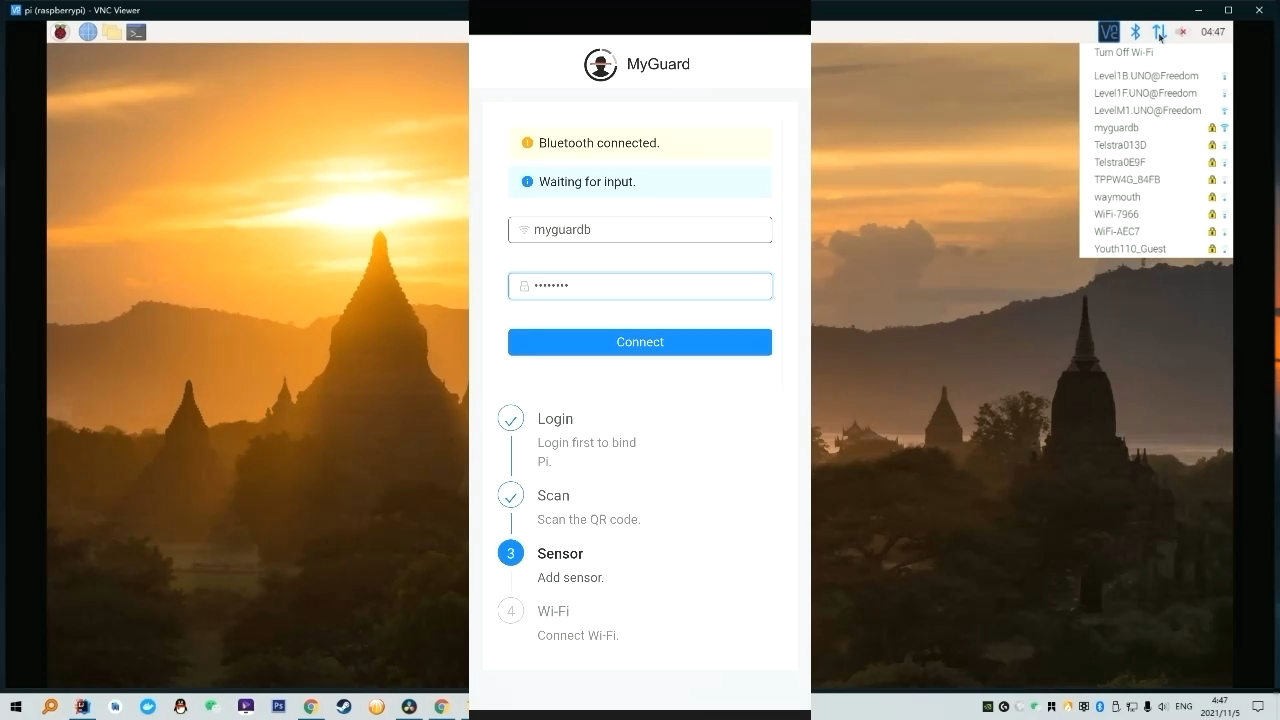 pi (raspberrypi) - VNC Viewer
04:47
Turn Off Wi-Fi
Level1B.UNO@Freedom
Level1F.UNO@Freedom
LevelM1.UNO@Freedom
myguardb
Telstra013D
Telstra0E9F
TPPW4G_84FB
waymouth
WiFi-7966
WiFi-AEC7
Youth110_Guest
MyGuard
Bluetooth connected.
Waiting for input.
myguardb
••••••••
Connect
Login
Login first to bind
Pi.
Scan
Scan the QR code.
3
Sensor
Add sensor.
4
Wi-Fi
Connect Wi-Fi.
4:47
2021/11/5